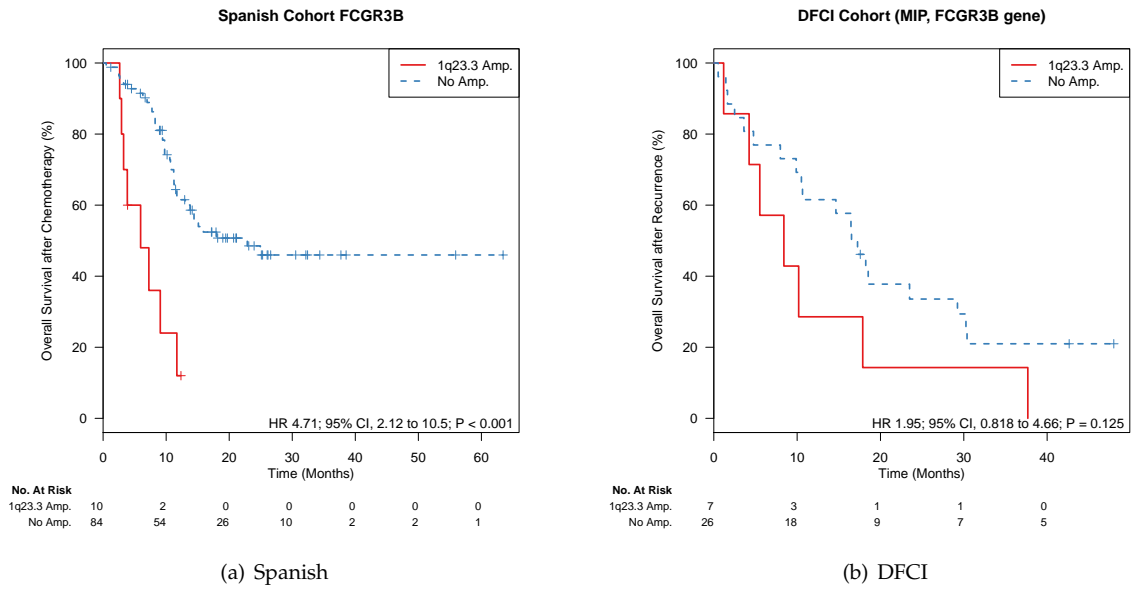 Spanish Cohort FCGR3B
1q23.3 Amp.
No Amp.
Overall Survival after Chemotherapy (%)
100
80
60
40
20
0
HR 4.71; 95% CI, 2.12 to 10.5; P < 0.001
0 10 20 30 40 50 60
Time (Months)
No. At Risk
1q23.3 Amp. 10 2 0 0 0 0 0
No Amp. 84 54 26 10 2 2 1
(a) Spanish
DFCI Cohort (MIP, FCGR3B gene)
1q23.3 Amp.
No Amp.
Overall Survival after Recurrence (%)
100
80
60
40
20
0
HR 1.95; 95% CI, 0.818 to 4.66; P = 0.125
0 10 20 30 40
Time (Months)
No. At Risk
1q23.3 Amp. 7 3 1 1 0
No Amp. 26 18 9 7 5
(b) DFCI